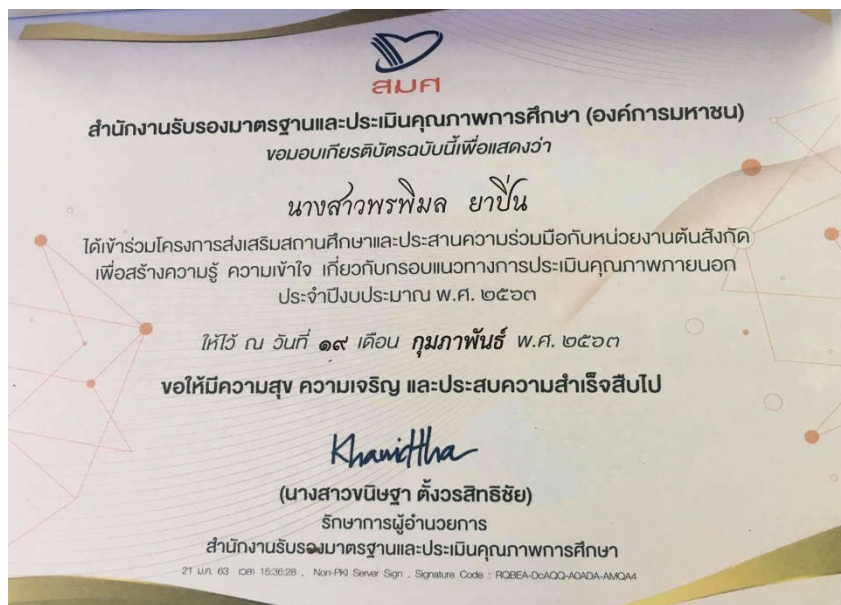 สมศ
สำนักงานรับรองมาตรฐานและประเมินคุณภาพการศึกษา (องค์การมหาชน)
ขอมอบเกียรติบัตรฉบับนี้เพื่อแสดงว่า
นางสาวพรพิมล ยาปิ่น
ได้เข้าร่วมโครงการส่งเสริมสถานศึกษาและประสานความร่วมมือกับหน่วยงานต้นสังกัด
เพื่อสร้างความรู้ ความเข้าใจ เกี่ยวกับกรอบแนวทางการประเมินคุณภาพภายนอก
ประจำปีงบประมาณ พ.ศ. ๒๕๖๓
ให้ไว้ ณ วันที่ ๑๙ เดือน กุมภาพันธ์ พ.ศ. ๒๕๖๓
ขอให้มีความสุข ความเจริญ และประสบความสำเร็จสืบไป
Khanittha
(นางสาวขนิษฐา ตั้งวรสิทธิชัย)
รักษาการผู้อำนวยการ
สำนักงานรับรองมาตรฐานและประเมินคุณภาพการศึกษา
21 ม.ค. 63 เวลา 15:36:28 , Non-PKI Server Sign , Signature Code : RQBEA-DcAQQ-A0ADA-AMQA4